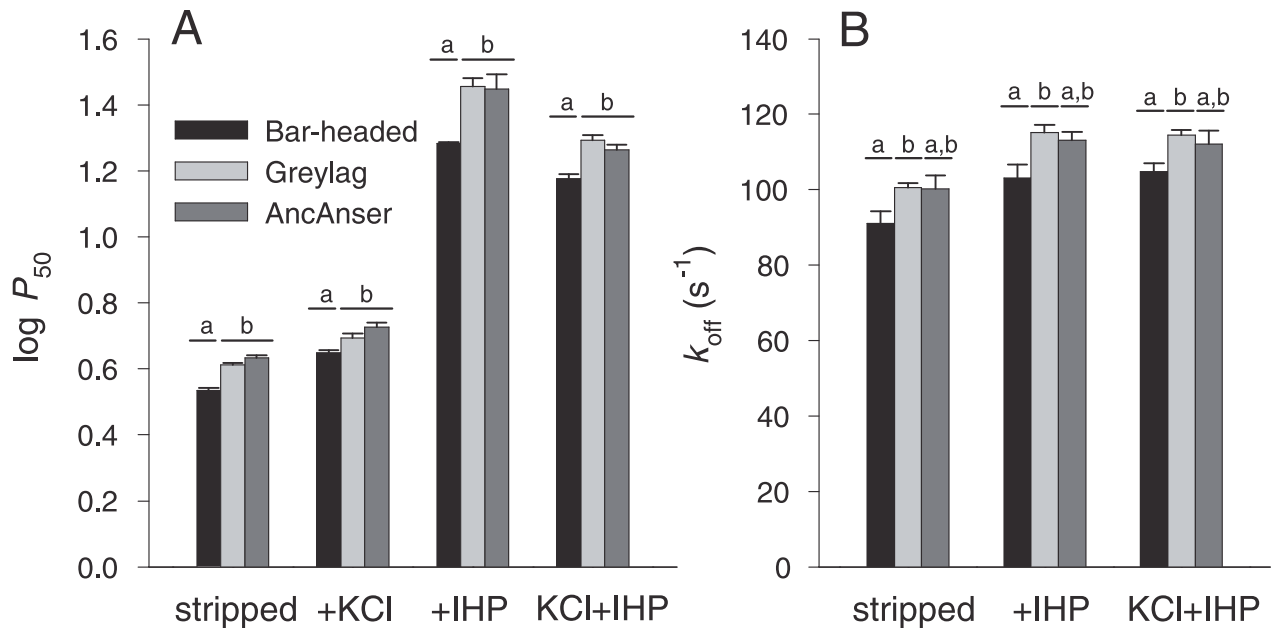 A
log P50
1.6
1.4
1.2
1.0
0.8
0.6
0.4
0.2
0.0
Bar-headed
Greylag
AncAnser
a b
a b
a b
a b
stripped +KCl +IHP KCl+IHP
B
koff (s-1)
140
120
100
80
60
40
20
0
a b a,b
a b a,b
a b a,b
stripped +IHP KCl+IHP